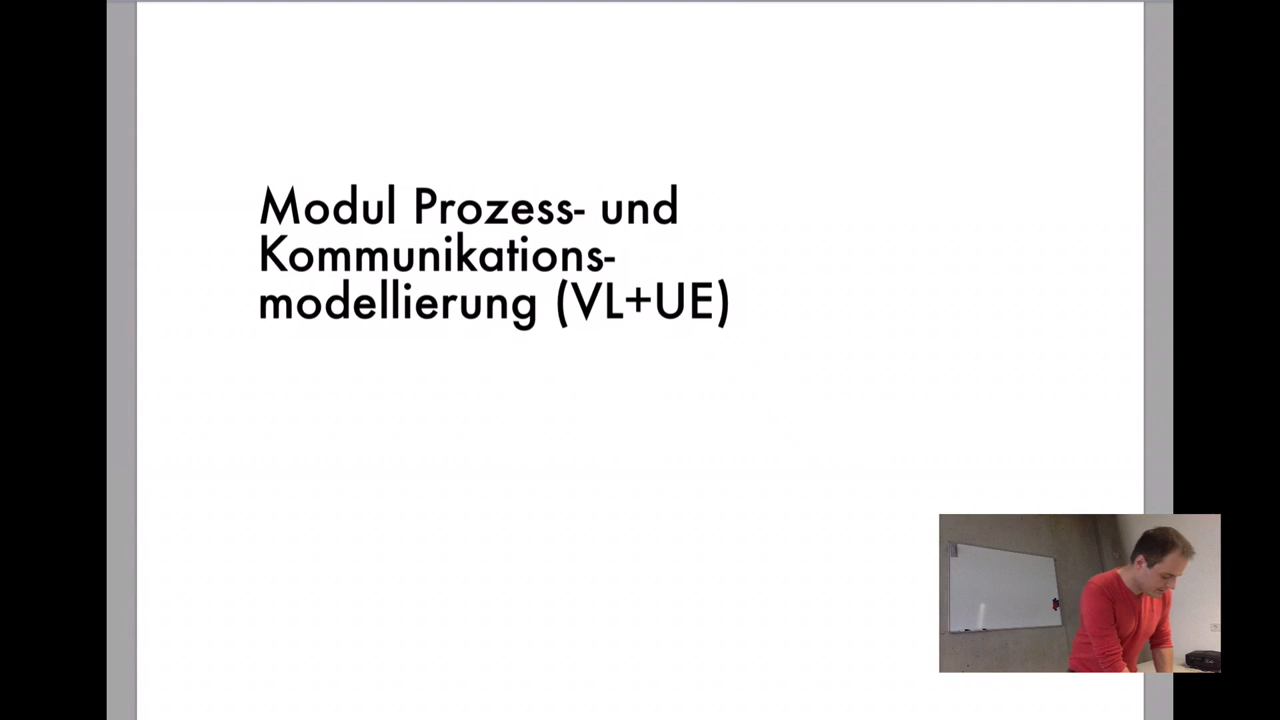 Modul Prozess- und
Kommunikations-
modellierung (VL+UE)